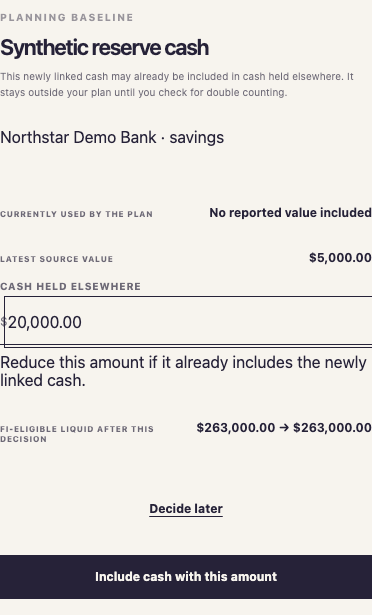 PLANNING BASELINE
Synthetic reserve cash
This newly linked cash may already be included in cash held elsewhere. It
stays outside your plan until you check for double counting.
Northstar Demo Bank · savings
CURRENTLY USED BY THE PLAN No reported value included
LATEST SOURCE VALUE $5,000.00
CASH HELD ELSEWHERE
$20,000.00
Reduce this amount if it already includes the newly
linked cash.
FI-ELIGIBLE LIQUID AFTER THIS $263,000.00 → $263,000.00
DECISION
Decide later
Include cash with this amount